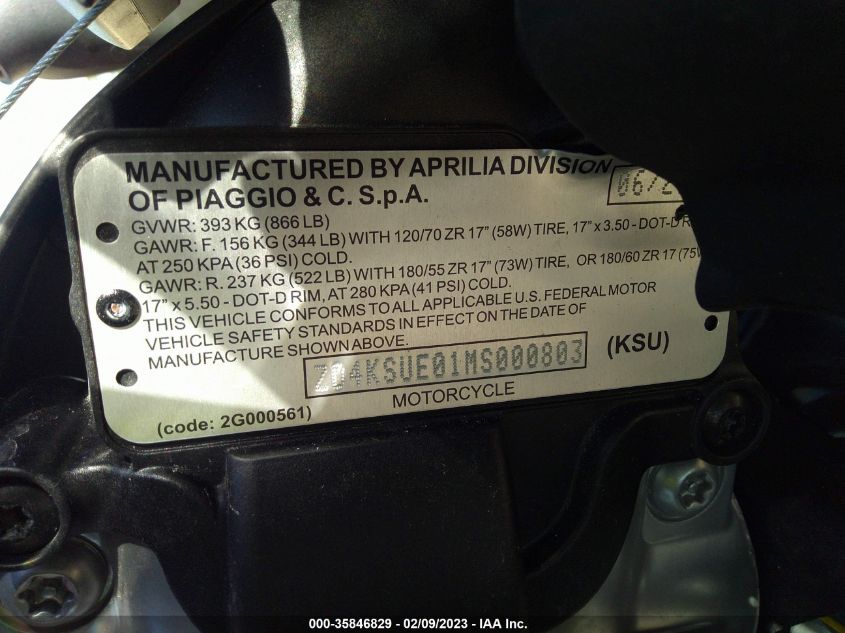 MANUFACTURED BY APRILIA DIVISION
OF PIAGGIO & C. S.p.A.
06/2
GVWR: 393 KG (866 LB)
GAWR: F. 156 KG (344 LB) WITH 120/70 ZR 17" (58W) TIRE, 17" x 3.50 - DOT-D R
AT 250 KPA (36 PSI) COLD.
GAWR: R. 237 KG (522 LB) WITH 180/55 ZR 17" (73W) TIRE, OR 180/60 ZR 17 (75W
17" x 5.50 - DOT-D RIM, AT 280 KPA (41 PSI) COLD.
THIS VEHICLE CONFORMS TO ALL APPLICABLE U.S. FEDERAL MOTOR
VEHICLE SAFETY STANDARDS IN EFFECT ON THE DATE OF
MANUFACTURE SHOWN ABOVE.
ZD4KSUE01MS000803 (KSU)
MOTORCYCLE
(code: 2G000561)
000-35846829 - 02/09/2023 - IAA Inc.